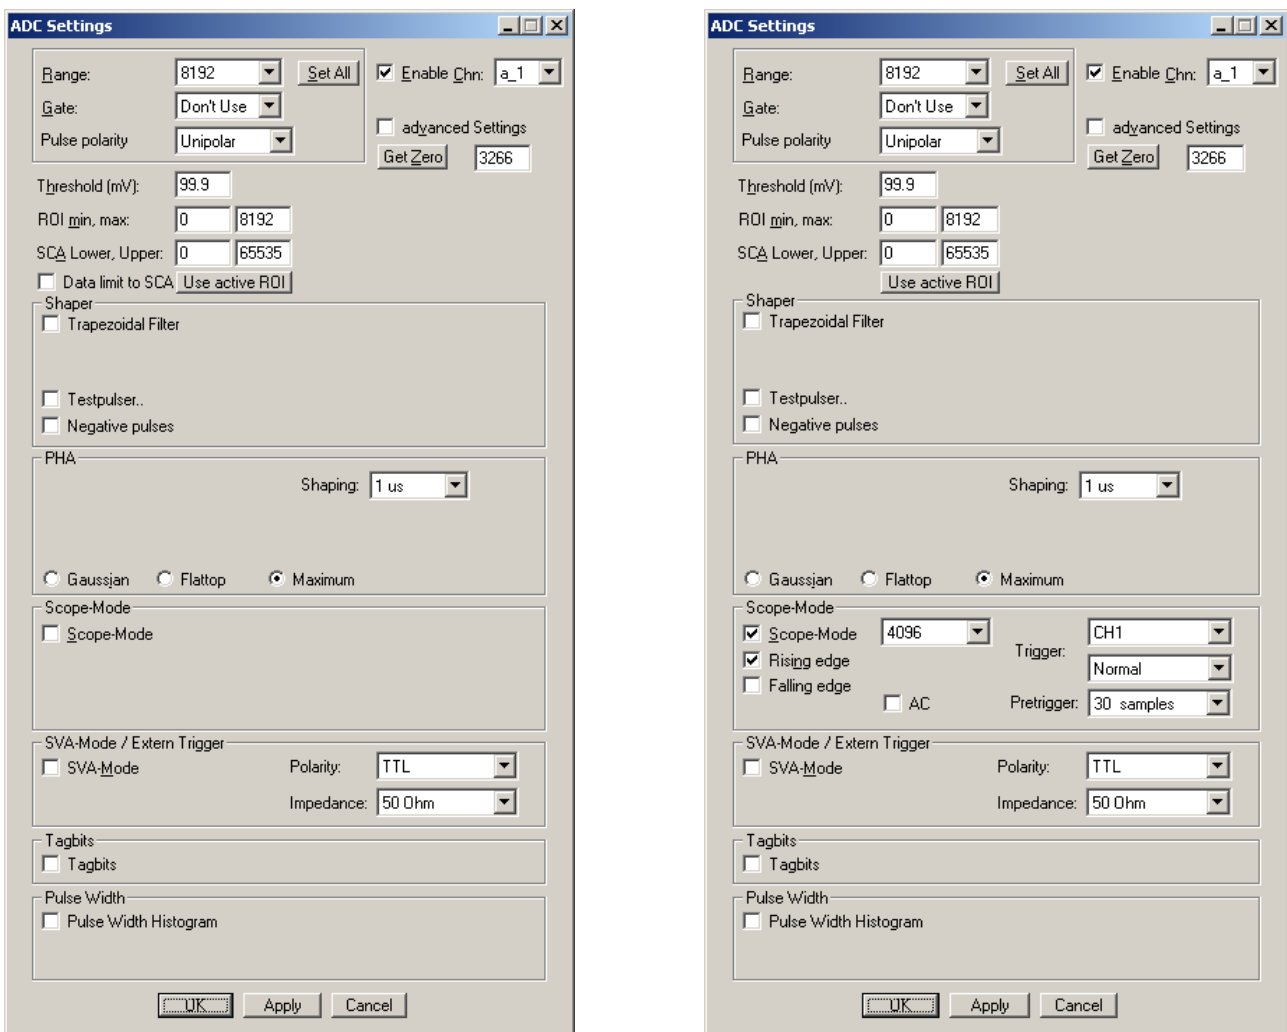 ADC Settings
Range: 8192 Set All Enable Chn: a_1
Gate: Don't Use
advanced Settings
Pulse polarity Unipolar
Get Zero 3266
Threshold (mV): 99.9
ROI min, max: 0 8192
SCA Lower, Upper: 0 65535
Data limit to SCA Use active ROI
Shaper
Trapezoidal Filter
Testpulser..
Negative pulses
PHA
Shaping: 1 us
Gaussian Flattop Maximum
Scope-Mode
Scope-Mode
SVA-Mode / Extern Trigger
SVA-Mode Polarity: TTL
Impedance: 50 Ohm
Tagbits
Tagbits
Pulse Width
Pulse Width Histogram
OK Apply Cancel
ADC Settings
Range: 8192 Set All Enable Chn: a_1
Gate: Don't Use
advanced Settings
Pulse polarity Unipolar
Get Zero 3266
Threshold (mV): 99.9
ROI min, max: 0 8192
SCA Lower, Upper: 0 65535
Use active ROI
Shaper
Trapezoidal Filter
Testpulser..
Negative pulses
PHA
Shaping: 1 us
Gaussian Flattop Maximum
Scope-Mode
Scope-Mode 4096 CH1
Trigger:
Rising edge Normal
Falling edge
AC Pretrigger: 30 samples
SVA-Mode / Extern Trigger
SVA-Mode Polarity: TTL
Impedance: 50 Ohm
Tagbits
Tagbits
Pulse Width
Pulse Width Histogram
OK Apply Cancel